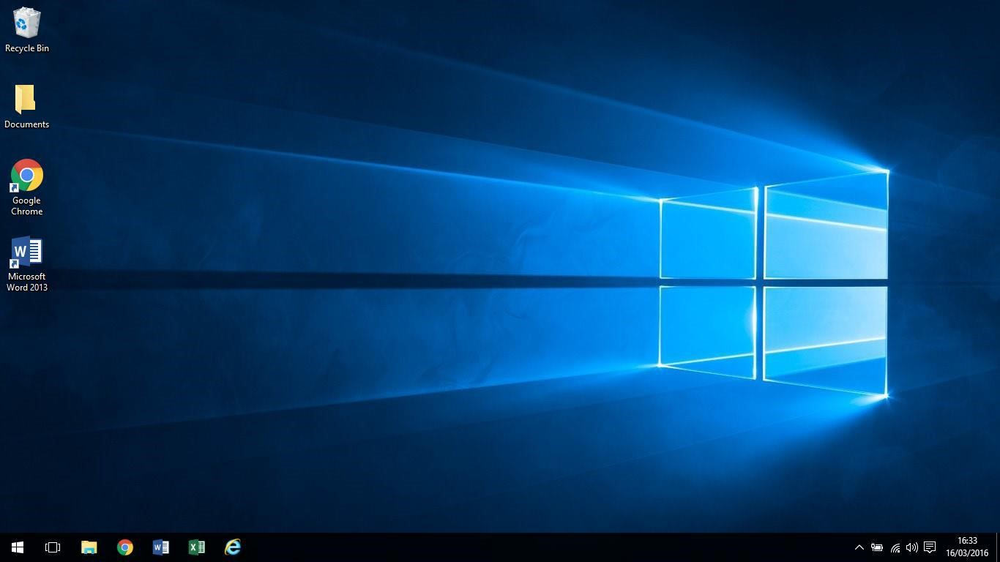 Recycle Bin
Documents
Google
Chrome
Microsoft
Word 2013
16:33
16/03/2016